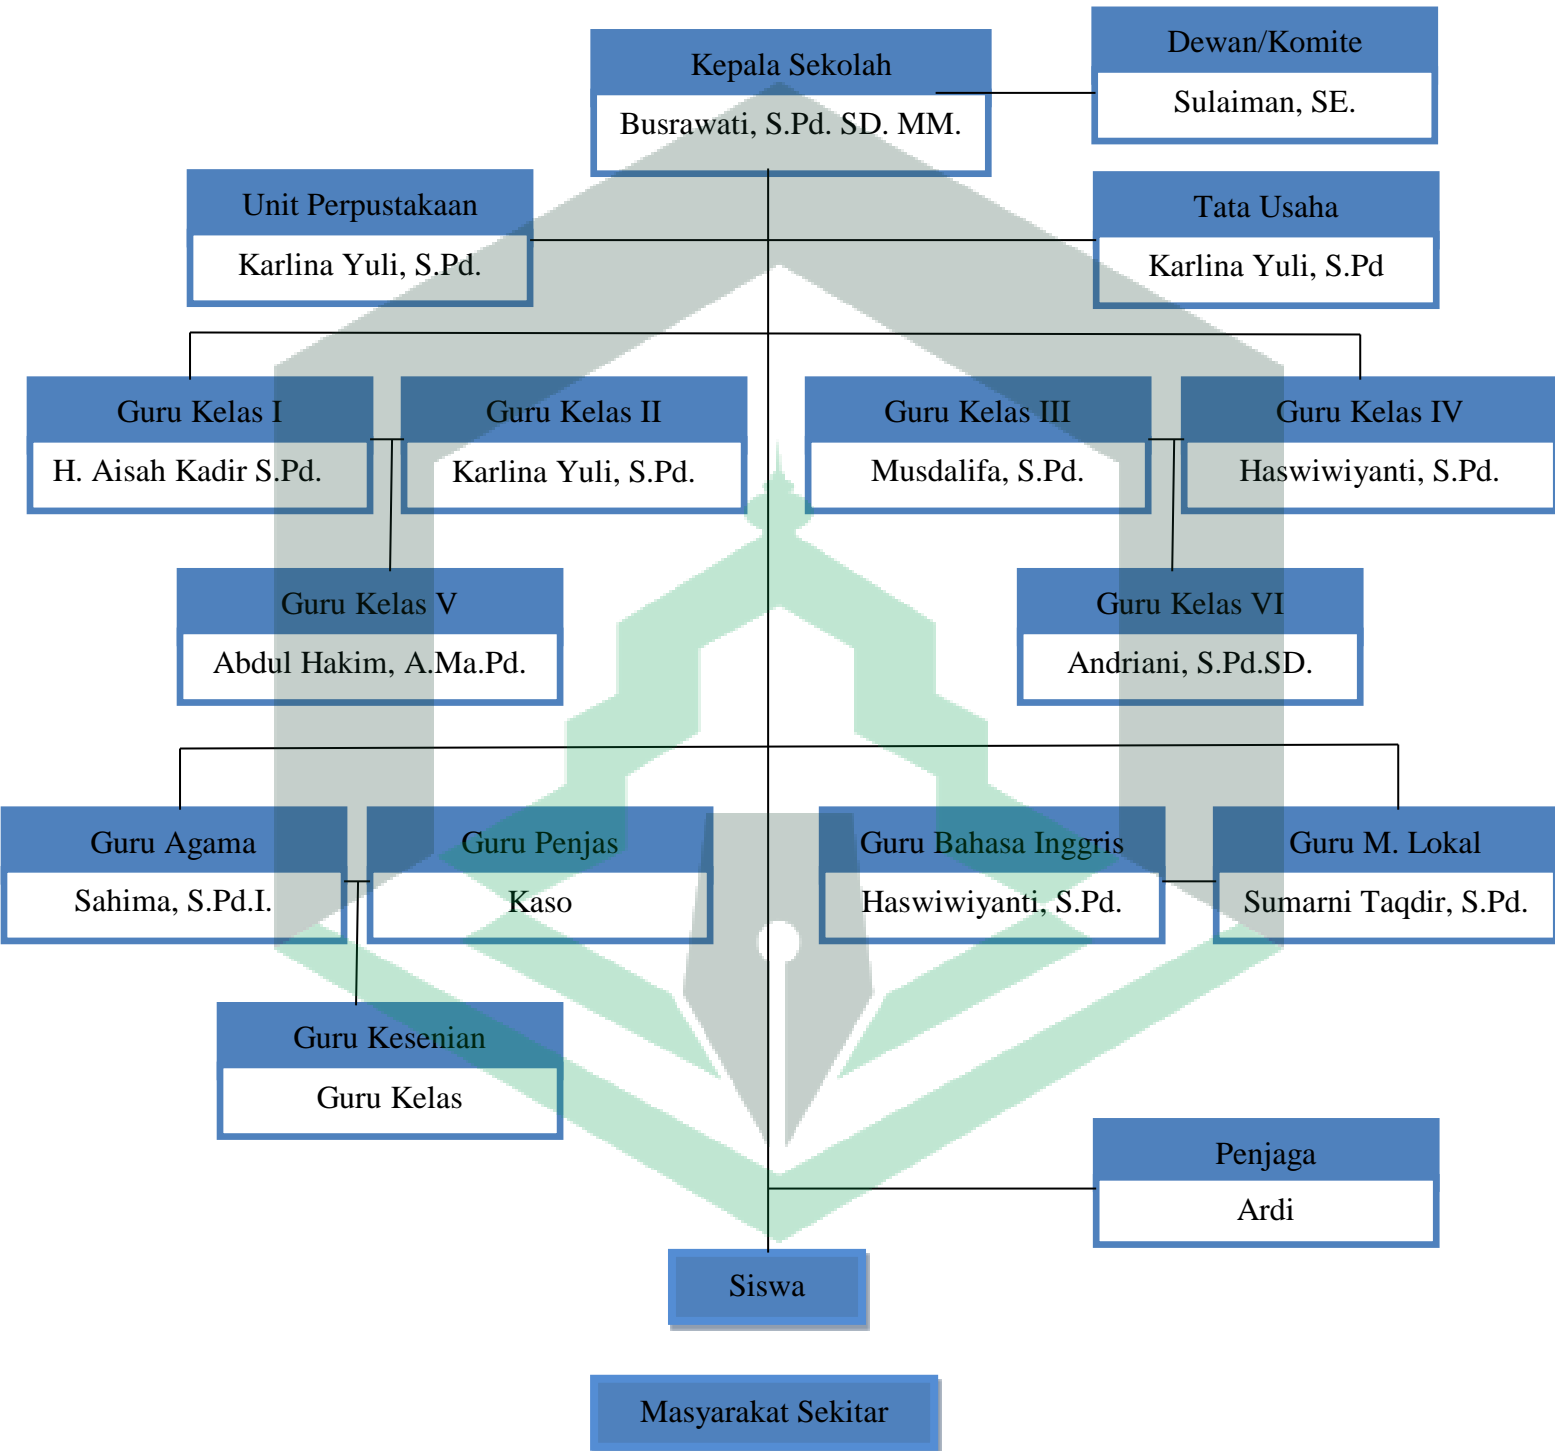 Kepala Sekolah
Busrawati, S.Pd. SD. MM.
Dewan/Komite
Sulaiman, SE.
Unit Perpustakaan
Karlina Yuli, S.Pd.
Tata Usaha
Karlina Yuli, S.Pd
Guru Kelas I
H. Aisah Kadir S.Pd.
Guru Kelas II
Karlina Yuli, S.Pd.
Guru Kelas III
Musdalifa, S.Pd.
Guru Kelas IV
Haswiwiyanti, S.Pd.
Guru Kelas V
Abdul Hakim, A.Ma.Pd.
Guru Kelas VI
Andriani, S.Pd.SD.
Guru Agama
Sahima, S.Pd.I.
Guru Penjas
Kaso
Guru Bahasa Inggris
Haswiwiyanti, S.Pd.
Guru M. Lokal
Sumarni Taqdir, S.Pd.
Guru Kesenian
Guru Kelas
Penjaga
Ardi
Siswa
Masyarakat Sekitar